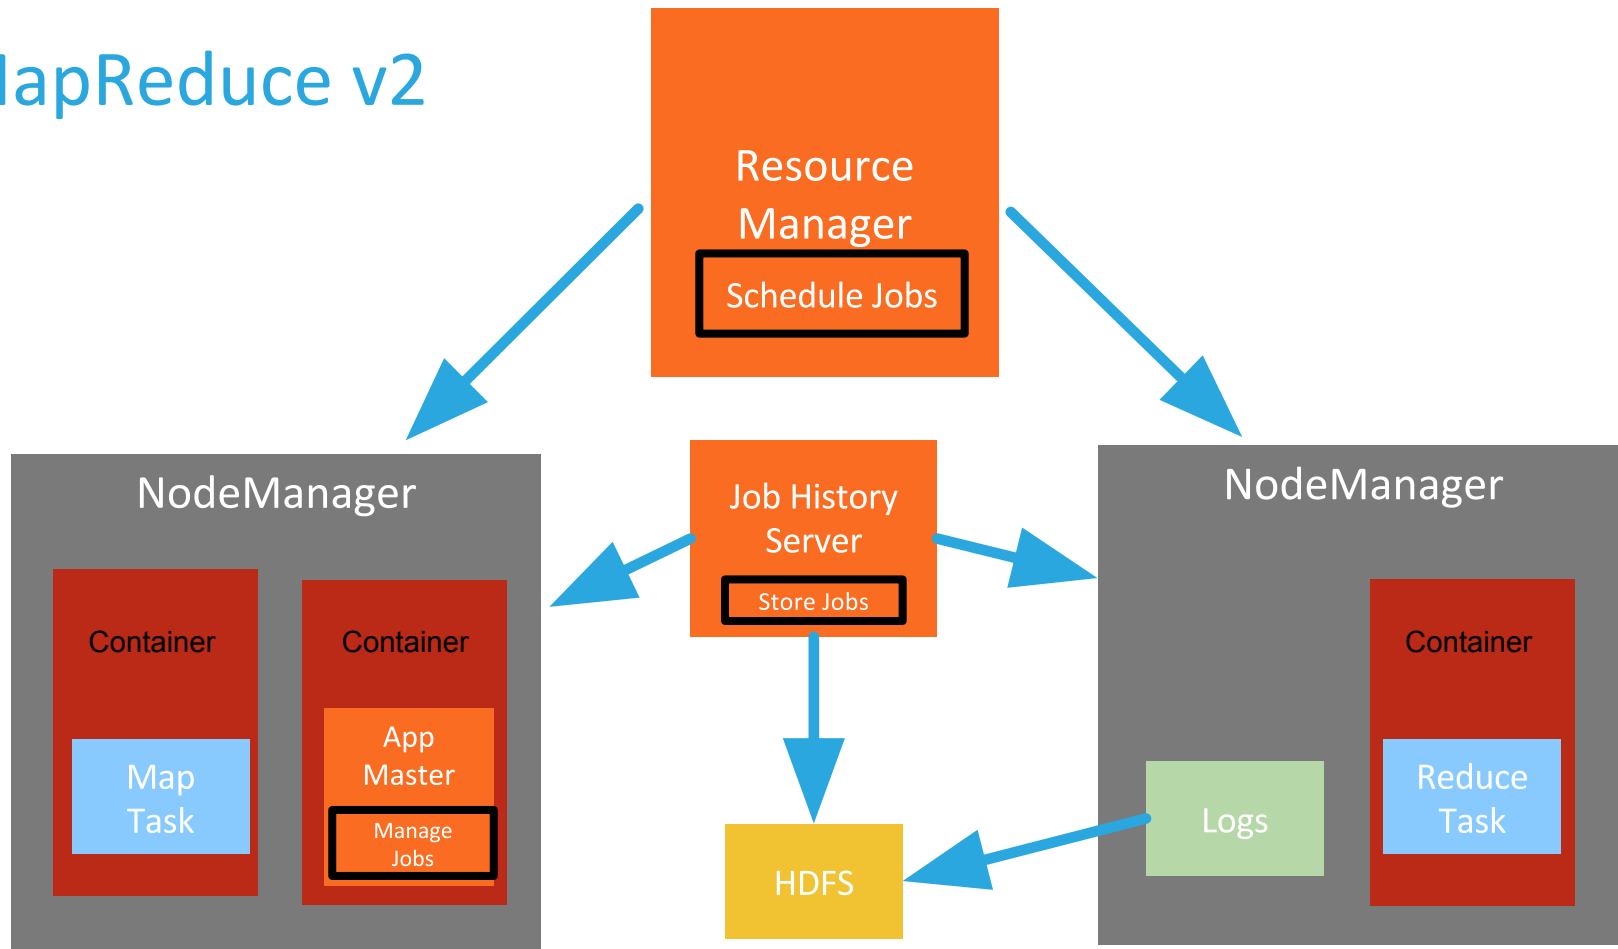 MapReduce v2
Resource
Manager
Schedule Jobs
NodeManager
Container
Map
Task
Container
App
Master
Manage
Jobs
Job History
Server
Store Jobs
HDFS
NodeManager
Logs
Container
Reduce
Task